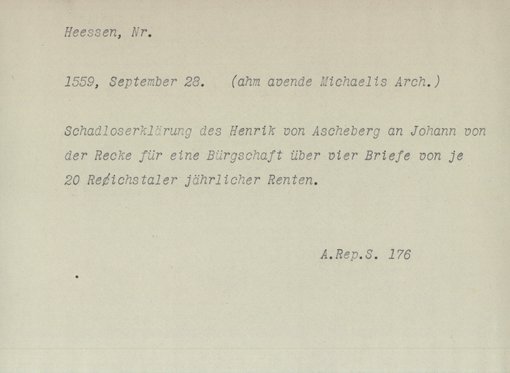 Heessen, Nr.
1559, September 28. (ahm avende Michaelis Arch.)
Schadloserklärung des Henrik von Ascheberg an Johann von
der Recke für eine Bürgschaft über vier Briefe von je
20 Reichstaler jährlicher Renten.
A.Rep.S. 176